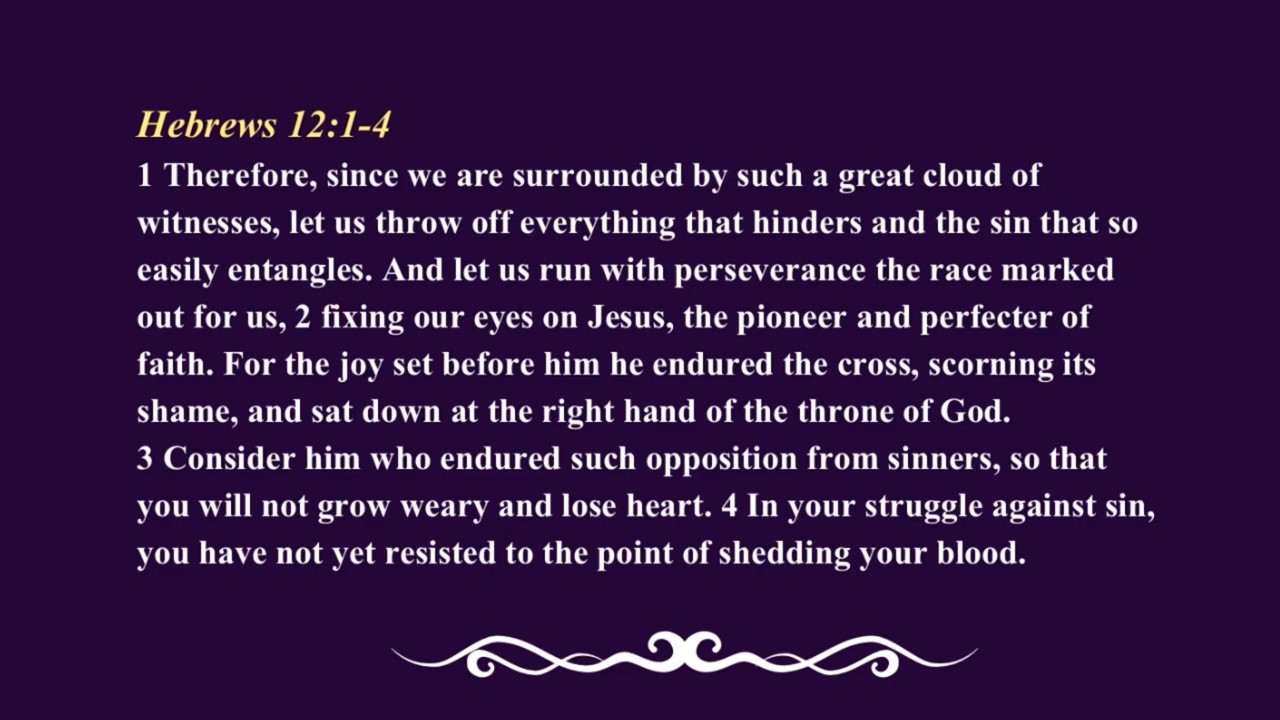 Hebrews 12:1-4
1 Therefore, since we are surrounded by such a great cloud of
witnesses, let us throw off everything that hinders and the sin that so
easily entangles. And let us run with perseverance the race marked
out for us, 2 fixing our eyes on Jesus, the pioneer and perfecter of
faith. For the joy set before him he endured the cross, scorning its
shame, and sat down at the right hand of the throne of God.
3 Consider him who endured such opposition from sinners, so that
you will not grow weary and lose heart. 4 In your struggle against sin,
you have not yet resisted to the point of shedding your blood.